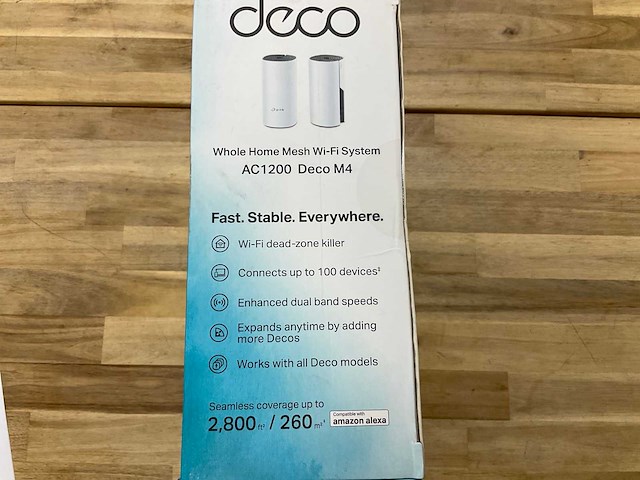 deco
Whole Home Mesh Wi-Fi System
AC1200 Deco M4
Fast. Stable. Everywhere.
Wi-Fi dead-zone killer
Connects up to 100 devices‡
Enhanced dual band speeds
Expands anytime by adding
more Decos
Works with all Deco models
Seamless coverage up to
2,800 ft² / 260 m²†
Compatible with
amazon alexa